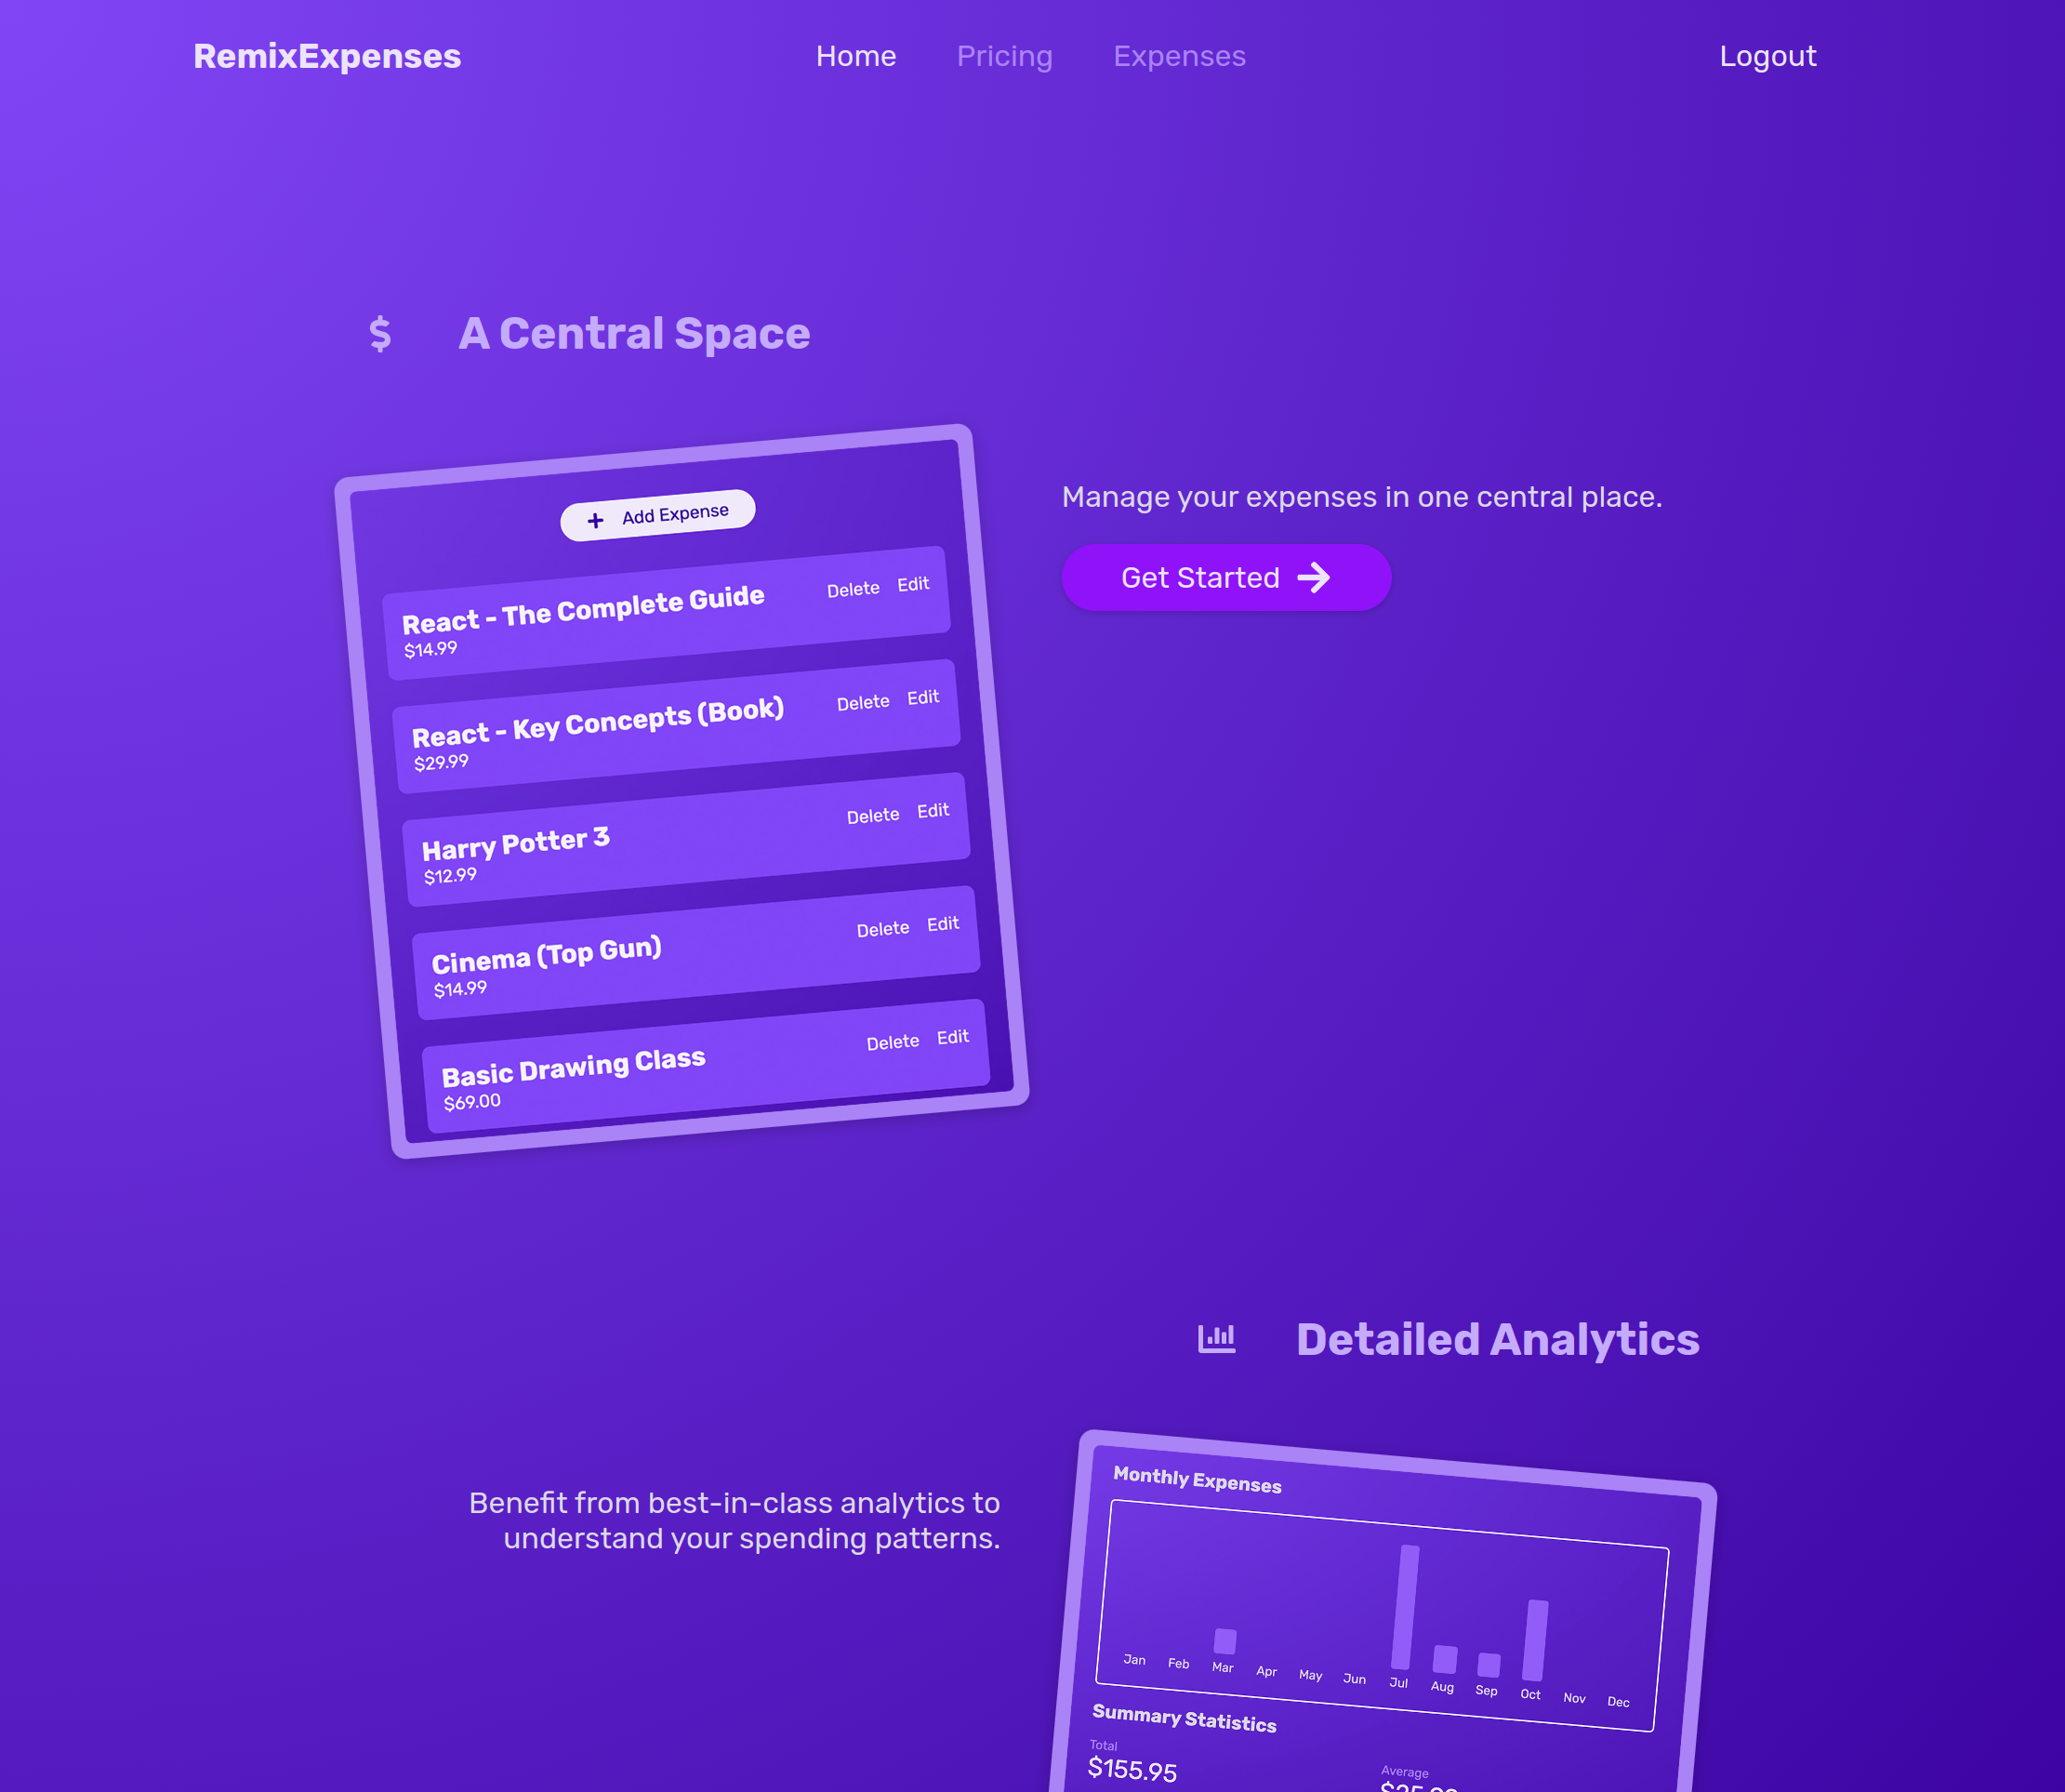 RemixExpenses
Home Pricing Expenses
Logout
$ A Central Space
+ Add Expense
React - The Complete Guide
$14.99
Delete Edit
React - Key Concepts (Book)
$29.99
Delete Edit
Harry Potter 3
$12.99
Delete Edit
Cinema (Top Gun)
$14.99
Delete Edit
Basic Drawing Class
$69.00
Delete Edit
Manage your expenses in one central place.
Get Started
Detailed Analytics
Benefit from best-in-class analytics to
understand your spending patterns.
Monthly Expenses
Jan Feb Mar Apr May Jun Jul Aug Sep Oct Nov Dec
Summary Statistics
Total
$155.95
Average